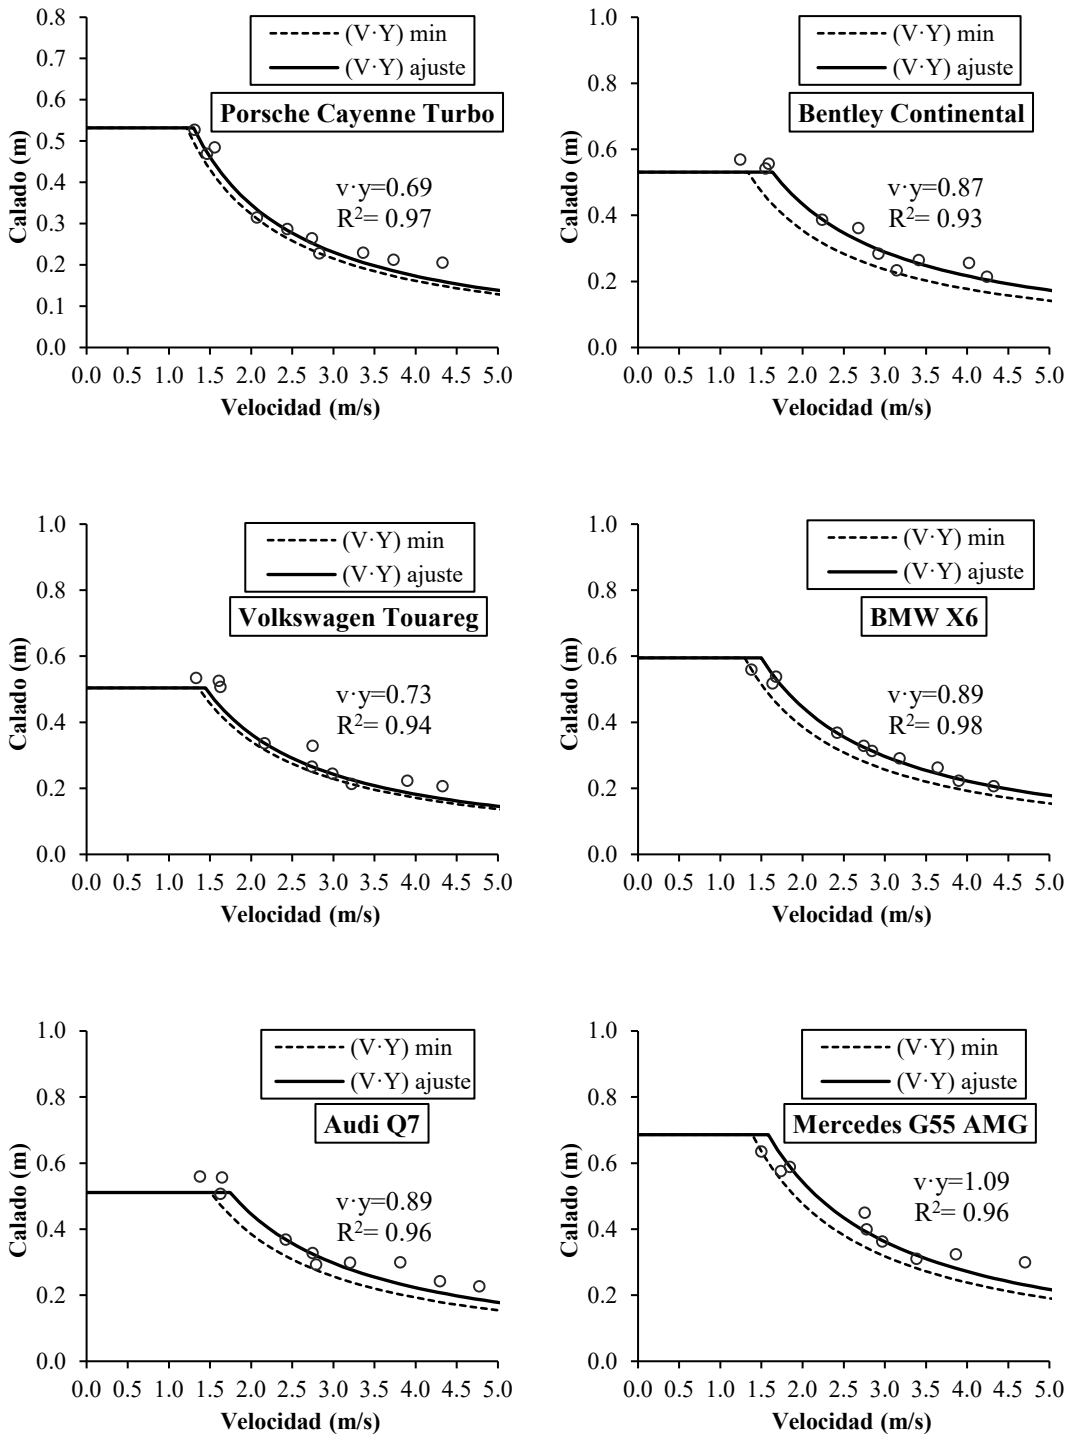 0.8
0.7
0.6
0.5
0.4
0.3
0.2
0.1
0.0
Calado (m)
(V·Y) min
(V·Y) ajuste
Porsche Cayenne Turbo
v·y=0.69
R²= 0.97
0.0 0.5 1.0 1.5 2.0 2.5 3.0 3.5 4.0 4.5 5.0
Velocidad (m/s)
1.0
0.8
0.6
0.4
0.2
0.0
Calado (m)
(V·Y) min
(V·Y) ajuste
Bentley Continental
v·y=0.87
R²= 0.93
0.0 0.5 1.0 1.5 2.0 2.5 3.0 3.5 4.0 4.5 5.0
Velocidad (m/s)
1.0
0.8
0.6
0.4
0.2
0.0
Calado (m)
(V·Y) min
(V·Y) ajuste
Volkswagen Touareg
v·y=0.73
R²= 0.94
0.0 0.5 1.0 1.5 2.0 2.5 3.0 3.5 4.0 4.5 5.0
Velocidad (m/s)
1.0
0.8
0.6
0.4
0.2
0.0
Calado (m)
(V·Y) min
(V·Y) ajuste
BMW X6
v·y=0.89
R²= 0.98
0.0 0.5 1.0 1.5 2.0 2.5 3.0 3.5 4.0 4.5 5.0
Velocidad (m/s)
1.0
0.8
0.6
0.4
0.2
0.0
Calado (m)
(V·Y) min
(V·Y) ajuste
Audi Q7
v·y=0.89
R²= 0.96
0.0 0.5 1.0 1.5 2.0 2.5 3.0 3.5 4.0 4.5 5.0
Velocidad (m/s)
1.0
0.8
0.6
0.4
0.2
0.0
Calado (m)
(V·Y) min
(V·Y) ajuste
Mercedes G55 AMG
v·y=1.09
R²= 0.96
0.0 0.5 1.0 1.5 2.0 2.5 3.0 3.5 4.0 4.5 5.0
Velocidad (m/s)